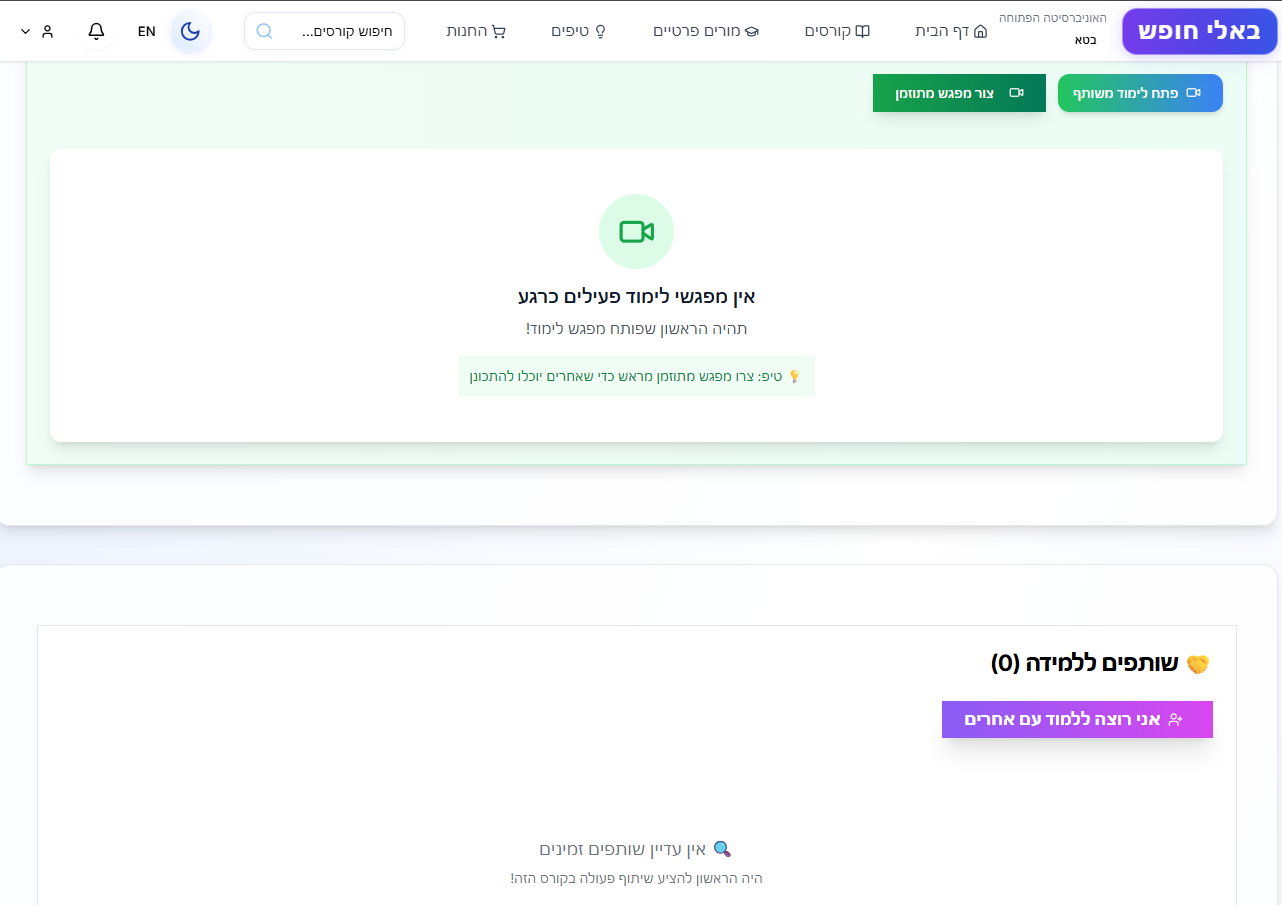 באלי חופש
האוניברסיטה הפתוחה
בטא
דף הבית
קורסים
מורים פרטיים
טיפים
החנות
חיפוש קורסים...
EN
פתח לימוד משותף
צור מפגש מתוזמן
אין מפגשי לימוד פעילים כרגע
תהיה הראשון שפותח מפגש לימוד!
💡 טיפ: צרו מפגש מתוזמן מראש כדי שאחרים יוכלו להתכונן
🤝 שותפים ללמידה (0)
אני רוצה ללמוד עם אחרים
🔍 אין עדיין שותפים זמינים
היה הראשון להציע שיתוף פעולה בקורס הזה!